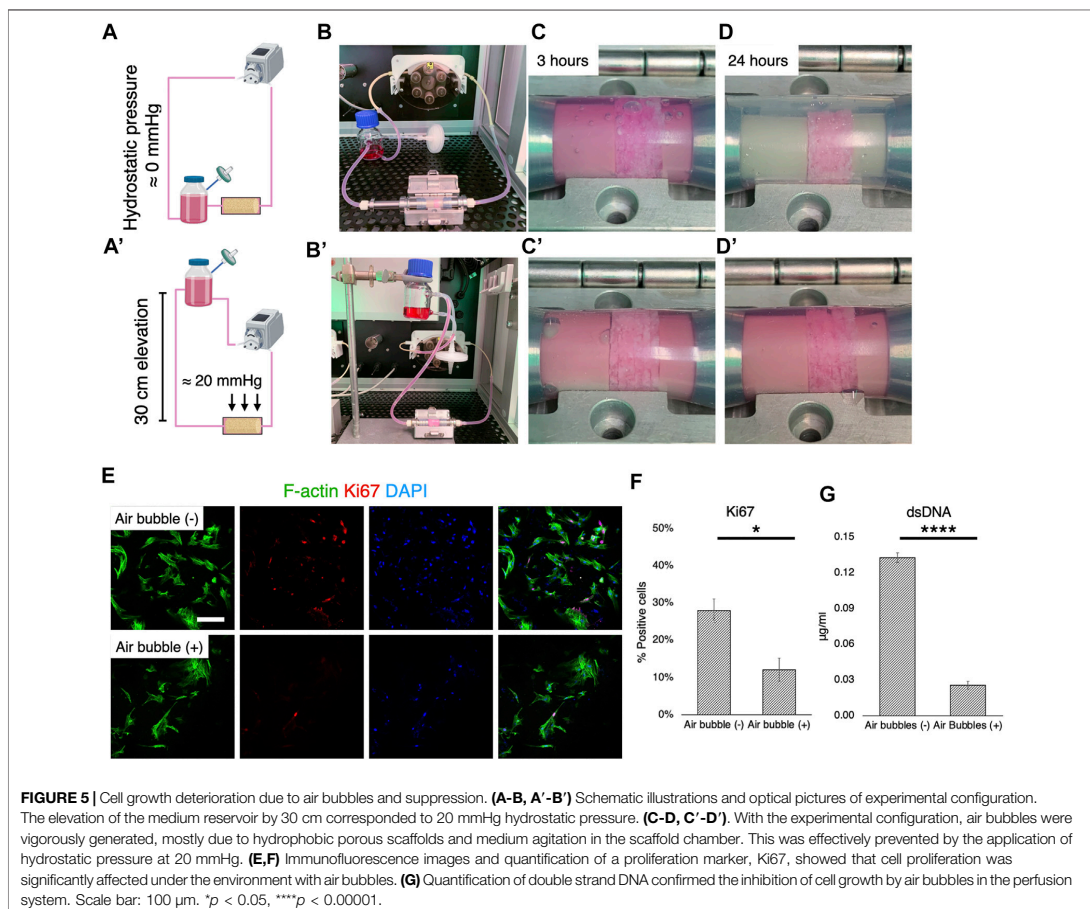 A
Hydrostatic pressure
≈ 0 mmHg
B
C
3 hours
D
24 hours
A′
30 cm elevation
≈ 20 mmHg
B′
C′
D′
E
F-actin Ki67 DAPI
Air bubble (-)
Air bubble (+)
F
Ki67
*
% Positive cells
50%
40%
30%
20%
10%
0%
Air bubble (-) Air bubble (+)
G
dsDNA
****
µg/ml
0.15
0.12
0.09
0.06
0.03
0.00
Air bubbles (-) Air Bubbles (+)
FIGURE 5 | Cell growth deterioration due to air bubbles and suppression. (A-B, A′-B′) Schematic illustrations and optical pictures of experimental configuration.
The elevation of the medium reservoir by 30 cm corresponded to 20 mmHg hydrostatic pressure. (C-D, C′-D′). With the experimental configuration, air bubbles were
vigorously generated, mostly due to hydrophobic porous scaffolds and medium agitation in the scaffold chamber. This was effectively prevented by the application of
hydrostatic pressure at 20 mmHg. (E,F) Immunofluorescence images and quantification of a proliferation marker, Ki67, showed that cell proliferation was
significantly affected under the environment with air bubbles. (G) Quantification of double strand DNA confirmed the inhibition of cell growth by air bubbles in the perfusion
system. Scale bar: 100 µm. *p < 0.05, ****p < 0.00001.